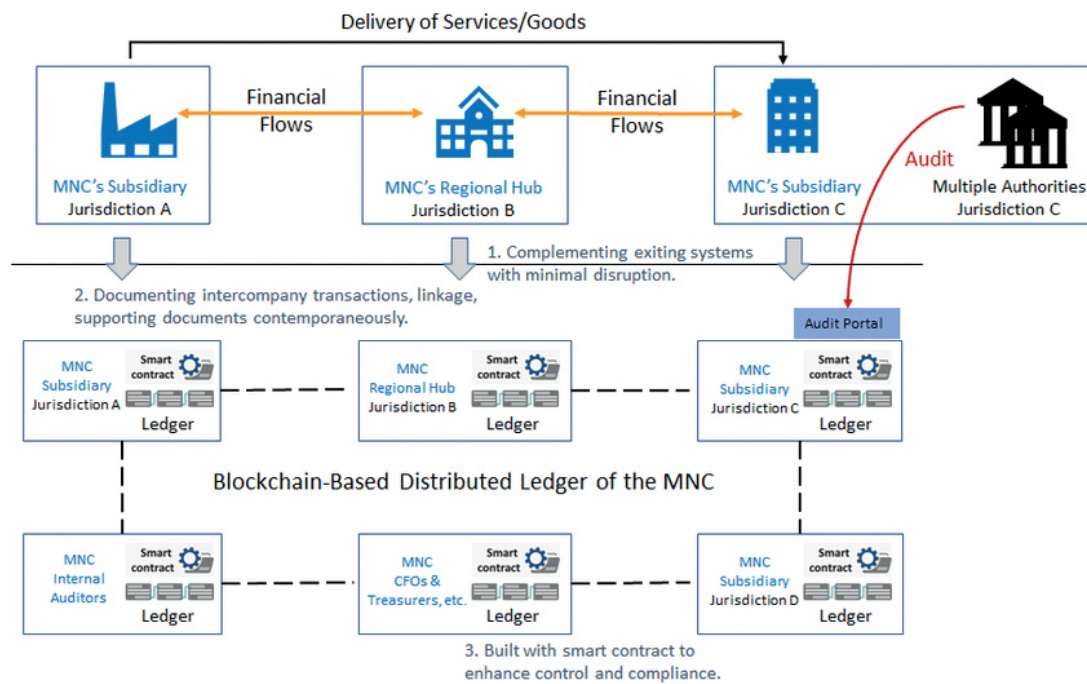 Delivery of Services/Goods
Financial
Flows
Financial
Flows
Audit
MNC's Subsidiary
Jurisdiction A
MNC's Regional Hub
Jurisdiction B
MNC's Subsidiary
Jurisdiction C
Multiple Authorities
Jurisdiction C
1. Complementing exiting systems
with minimal disruption.
2. Documenting intercompany transactions, linkage,
supporting documents contemporaneously.
Audit Portal
MNC
Subsidiary
Jurisdiction A
Smart
contract
Ledger
MNC
Regional Hub
Jurisdiction B
Smart
contract
Ledger
MNC
Subsidiary
Jurisdiction C
Smart
contract
Ledger
Blockchain-Based Distributed Ledger of the MNC
MNC
Internal
Auditors
Smart
contract
Ledger
MNC
CFOs &
Treasurers, etc.
Smart
contract
Ledger
MNC
Subsidiary
Jurisdiction D
Smart
contract
Ledger
3. Built with smart contract to
enhance control and compliance.